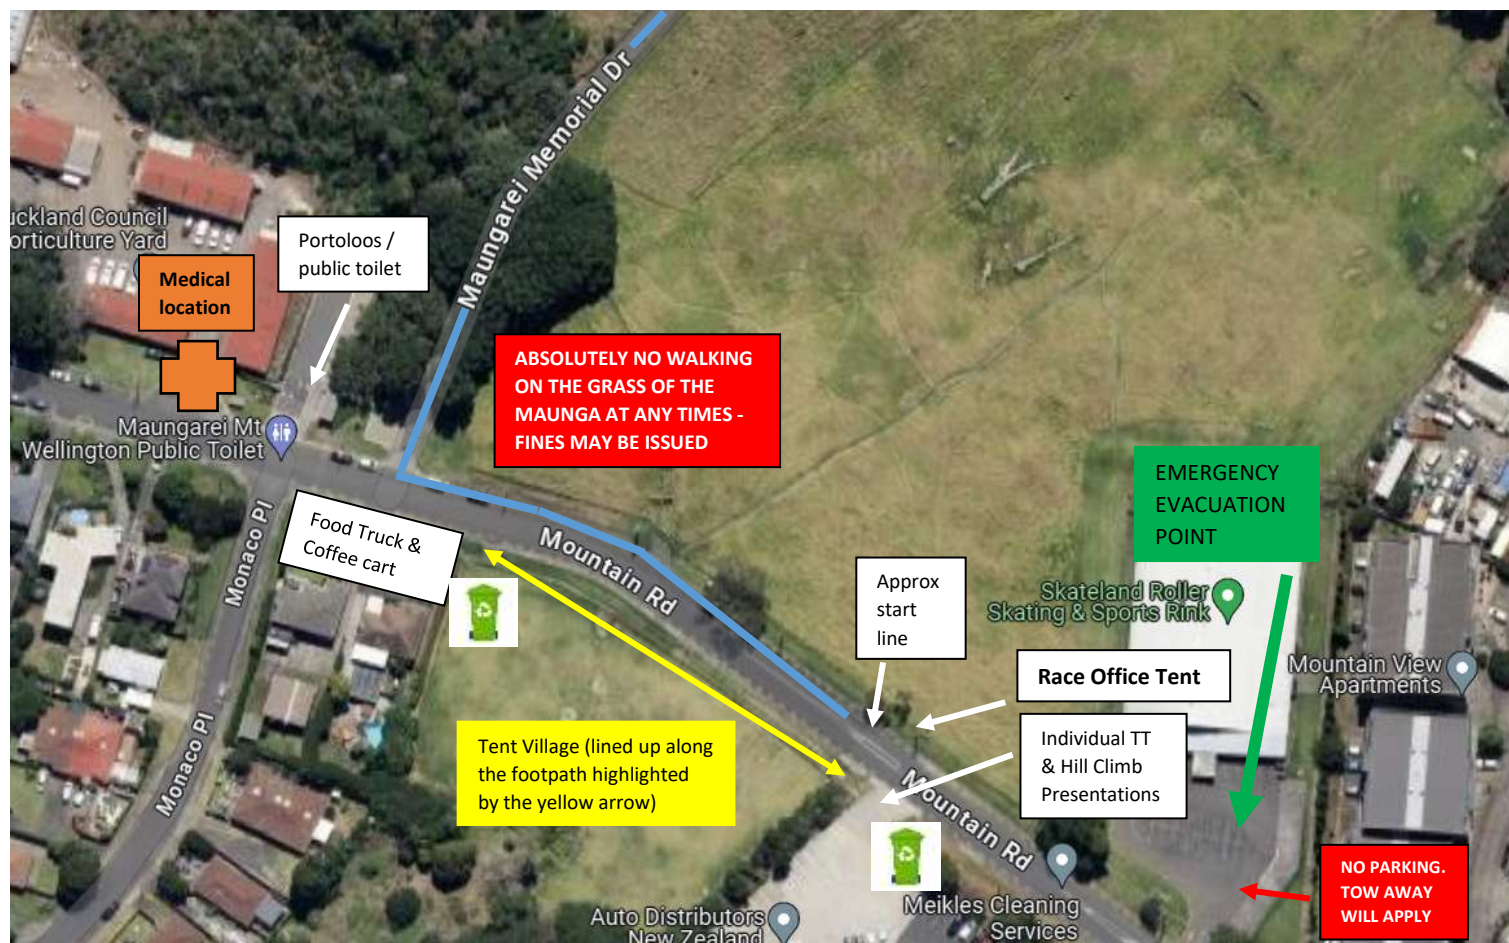 Maungarei Memorial Dr
uckland Council
orticulture Yard
Portoloos /
public toilet
Medical
location
ABSOLUTELY NO WALKING
ON THE GRASS OF THE
MAUNGA AT ANY TIMES -
FINES MAY BE ISSUED
Maungarei Mt
Wellington Public Toilet
EMERGENCY
EVACUATION
POINT
Food Truck &
Coffee cart
Monaco Pl
Mountain Rd
Approx
start
line
Skateland Roller
Skating & Sports Rink
Race Office Tent
Mountain View
Apartments
Tent Village (lined up along
the footpath highlighted
by the yellow arrow)
Individual TT
& Hill Climb
Presentations
Monaco Pl
Mountain Rd
NO PARKING.
TOW AWAY
WILL APPLY
Auto Distributors
New Zealand
Meikles Cleaning
Services